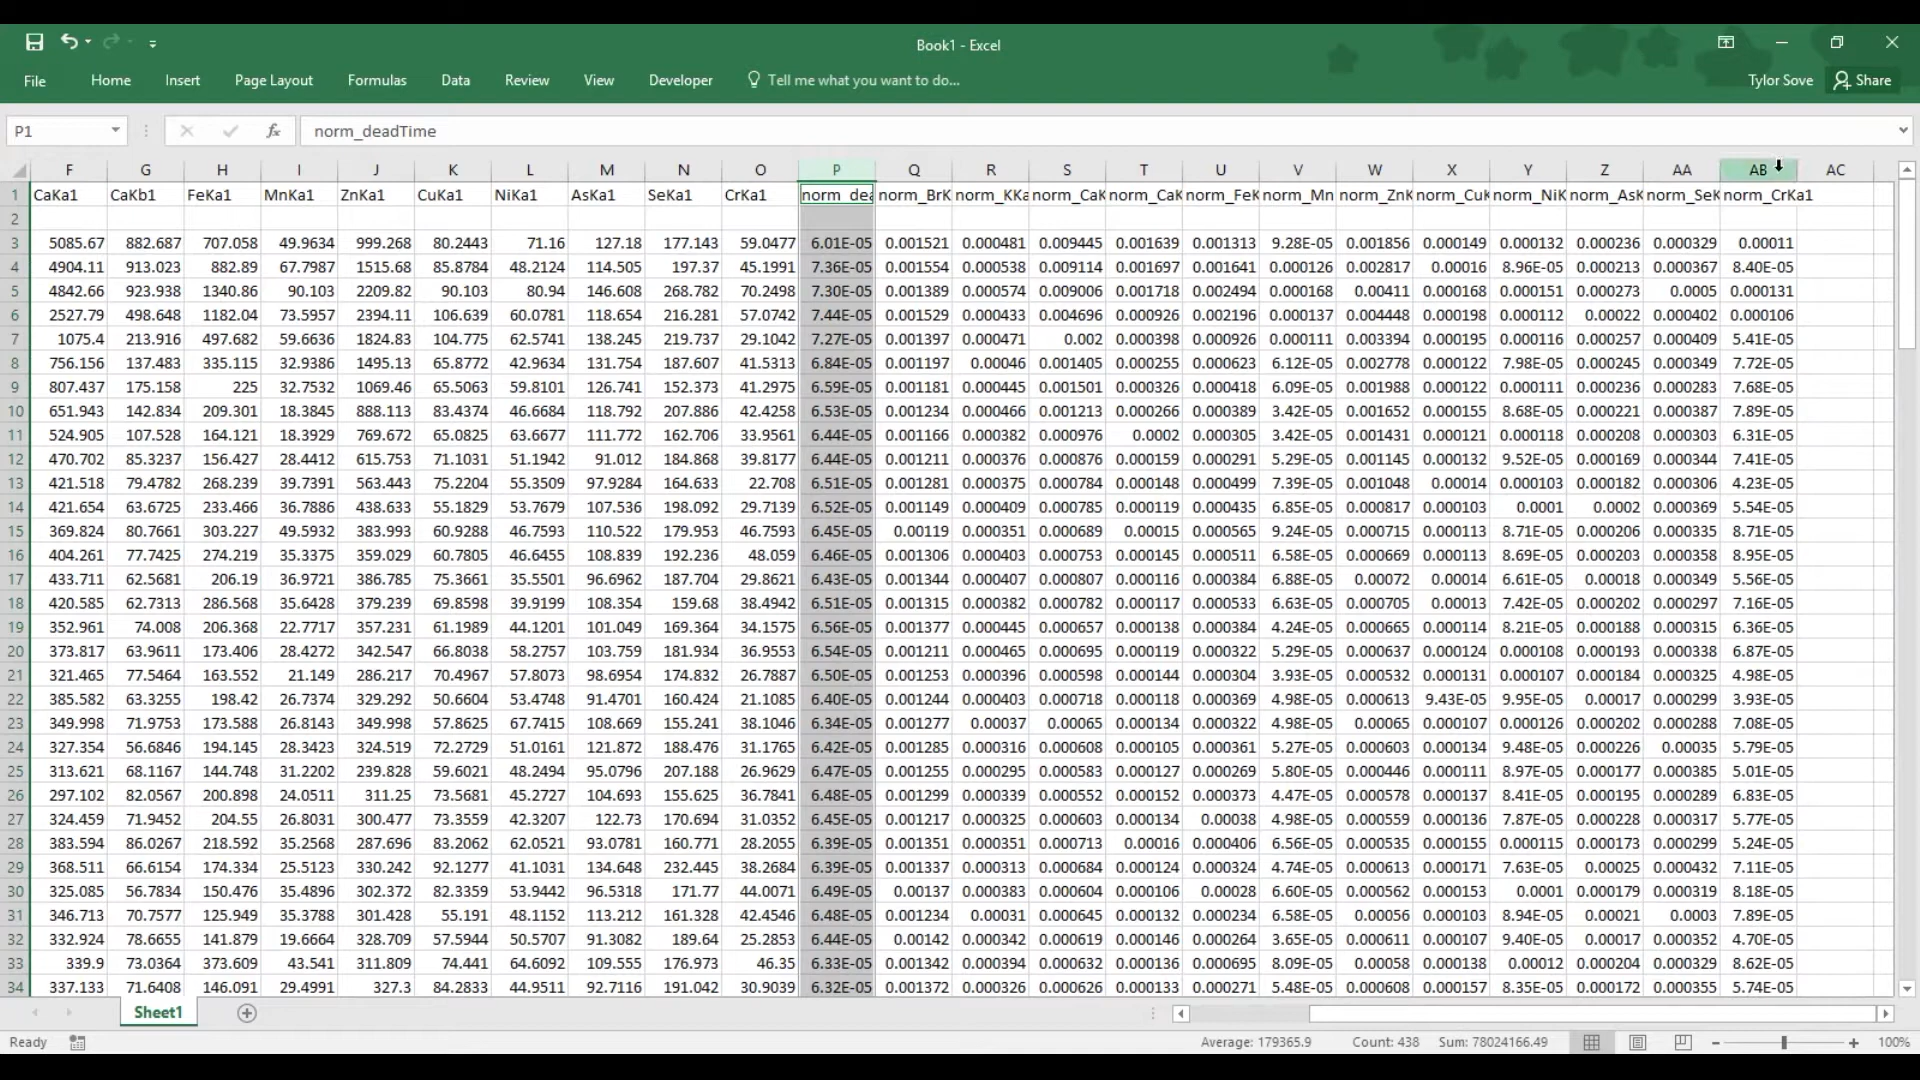 Book1 - Excel
File Home Insert Page Layout Formulas Data Review View Developer Tell me what you want to do... Tylor Sove Share
P1 fx norm_deadTime
F G H I J K L M N O P Q R S T U V W X Y Z AA AB AC
1 CaKa1 CaKb1 FeKa1 MnKa1 ZnKa1 CuKa1 NiKa1 AsKa1 SeKa1 CrKa1 norm_dea norm_BrK norm_KKa norm_CaK norm_CaK norm_FeK norm_Mn norm_ZnK norm_CuK norm_NiK norm_AsK norm_SeK norm_CrKa1
2
3 5085.67 882.687 707.058 49.9634 999.268 80.2443 71.16 127.18 177.143 59.0477 6.01E-05 0.001521 0.000481 0.009445 0.001639 0.001313 9.28E-05 0.001856 0.000149 0.000132 0.000236 0.000329 0.00011
4 4904.11 913.023 882.89 67.7987 1515.68 85.8784 48.2124 114.505 197.37 45.1991 7.36E-05 0.001554 0.000538 0.009114 0.001697 0.001641 0.000126 0.002817 0.00016 8.96E-05 0.000213 0.000367 8.40E-05
5 4842.66 923.938 1340.86 90.103 2209.82 90.103 80.94 146.608 268.782 70.2498 7.30E-05 0.001389 0.000574 0.009006 0.001718 0.002494 0.000168 0.00411 0.000168 0.000151 0.000273 0.0005 0.000131
6 2527.79 498.648 1182.04 73.5957 2394.11 106.639 60.0781 118.654 216.281 57.0742 7.44E-05 0.001529 0.000433 0.004696 0.000926 0.002196 0.000137 0.004448 0.000198 0.000112 0.00022 0.000402 0.000106
7 1075.4 213.916 497.682 59.6636 1824.83 104.775 62.5741 138.245 219.737 29.1042 7.27E-05 0.001397 0.000471 0.002 0.000398 0.000926 0.000111 0.003394 0.000195 0.000116 0.000257 0.000409 5.41E-05
8 756.156 137.483 335.115 32.9386 1495.13 65.8772 42.9634 131.754 187.607 41.5313 6.84E-05 0.001197 0.00046 0.001405 0.000255 0.000623 6.12E-05 0.002778 0.000122 7.98E-05 0.000245 0.000349 7.72E-05
9 807.437 175.158 225 32.7532 1069.46 65.5063 59.8101 126.741 152.373 41.2975 6.59E-05 0.001181 0.000445 0.001501 0.000326 0.000418 6.09E-05 0.001988 0.000122 0.000111 0.000236 0.000283 7.68E-05
10 651.943 142.834 209.301 18.3845 888.113 83.4374 46.6684 118.792 207.886 42.4258 6.53E-05 0.001234 0.000466 0.001213 0.000266 0.000389 3.42E-05 0.001652 0.000155 8.68E-05 0.000221 0.000387 7.89E-05
11 524.905 107.528 164.121 18.3929 769.672 65.0825 63.6677 111.772 162.706 33.9561 6.44E-05 0.001166 0.000382 0.000976 0.0002 0.000305 3.42E-05 0.001431 0.000121 0.000118 0.000208 0.000303 6.31E-05
12 470.702 85.3237 156.427 28.4412 615.753 71.1031 51.1942 91.012 184.868 39.8177 6.44E-05 0.001211 0.000376 0.000876 0.000159 0.000291 5.29E-05 0.001145 0.000132 9.52E-05 0.000169 0.000344 7.41E-05
13 421.518 79.4782 268.239 39.7391 563.443 75.2204 55.3509 97.9284 164.633 22.708 6.51E-05 0.001281 0.000375 0.000784 0.000148 0.000499 7.39E-05 0.001048 0.00014 0.000103 0.000182 0.000306 4.23E-05
14 421.654 63.6725 233.466 36.7886 438.633 55.1829 53.7679 107.536 198.092 29.7139 6.52E-05 0.001149 0.000409 0.000785 0.000119 0.000435 6.85E-05 0.000817 0.000103 0.0001 0.0002 0.000369 5.54E-05
15 369.824 80.7661 303.227 49.5932 383.993 60.9288 46.7593 110.522 179.953 46.7593 6.45E-05 0.00119 0.000351 0.000689 0.00015 0.000565 9.24E-05 0.000715 0.000113 8.71E-05 0.000206 0.000335 8.71E-05
16 404.261 77.7425 274.219 35.3375 359.029 60.7805 46.6455 108.839 192.236 48.059 6.46E-05 0.001306 0.000403 0.000753 0.000145 0.000511 6.58E-05 0.000669 0.000113 8.69E-05 0.000203 0.000358 8.95E-05
17 433.711 62.5681 206.19 36.9721 386.785 75.3661 35.5501 96.6962 187.704 29.8621 6.43E-05 0.001344 0.000407 0.000807 0.000116 0.000384 6.88E-05 0.00072 0.00014 6.61E-05 0.00018 0.000349 5.56E-05
18 420.585 62.7313 286.568 35.6428 379.239 69.8598 39.9199 108.354 159.68 38.4942 6.51E-05 0.001315 0.000382 0.000782 0.000117 0.000533 6.63E-05 0.000705 0.00013 7.42E-05 0.000202 0.000297 7.16E-05
19 352.961 74.008 206.368 22.7717 357.231 61.1989 44.1201 101.049 169.364 34.1575 6.56E-05 0.001377 0.000445 0.000657 0.000138 0.000384 4.24E-05 0.000665 0.000114 8.21E-05 0.000188 0.000315 6.36E-05
20 373.817 63.9611 173.406 28.4272 342.547 66.8038 58.2757 103.759 181.934 36.9553 6.54E-05 0.001211 0.000465 0.000695 0.000119 0.000322 5.29E-05 0.000637 0.000124 0.000108 0.000193 0.000338 6.87E-05
21 321.465 77.5464 163.552 21.149 286.217 70.4967 57.8073 98.6954 174.832 26.7887 6.50E-05 0.001253 0.000396 0.000598 0.000144 0.000304 3.93E-05 0.000532 0.000131 0.000107 0.000184 0.000325 4.98E-05
22 385.582 63.3255 198.42 26.7374 329.292 50.6604 53.4748 91.4701 160.424 21.1085 6.40E-05 0.001244 0.000403 0.000718 0.000118 0.000369 4.98E-05 0.000613 9.43E-05 9.95E-05 0.00017 0.000299 3.93E-05
23 349.998 71.9753 173.588 26.8143 349.998 57.8625 67.7415 108.669 155.241 38.1046 6.34E-05 0.001277 0.00037 0.00065 0.000134 0.000322 4.98E-05 0.00065 0.000107 0.000126 0.000202 0.000288 7.08E-05
24 327.354 56.6846 194.145 28.3423 324.519 72.2729 51.0161 121.872 188.476 31.1765 6.42E-05 0.001285 0.000316 0.000608 0.000105 0.000361 5.27E-05 0.000603 0.000134 9.48E-05 0.000226 0.00035 5.79E-05
25 313.621 68.1167 144.748 31.2202 239.828 59.6021 48.2494 95.0796 207.188 26.9629 6.47E-05 0.001255 0.000295 0.000583 0.000127 0.000269 5.80E-05 0.000446 0.000111 8.97E-05 0.000177 0.000385 5.01E-05
26 297.102 82.0567 200.898 24.0511 311.25 73.5681 45.2727 104.693 155.625 36.7841 6.48E-05 0.001299 0.000339 0.000552 0.000152 0.000373 4.47E-05 0.000578 0.000137 8.41E-05 0.000195 0.000289 6.83E-05
27 324.459 71.9452 204.55 26.8031 300.477 73.3559 42.3207 122.73 170.694 31.0352 6.45E-05 0.001217 0.000325 0.000603 0.000134 0.00038 4.98E-05 0.000559 0.000136 7.87E-05 0.000228 0.000317 5.77E-05
28 383.594 86.0267 218.592 35.2568 287.696 83.2062 62.0521 93.0781 160.771 28.2055 6.39E-05 0.001351 0.000351 0.000713 0.00016 0.000406 6.56E-05 0.000535 0.000155 0.000115 0.000173 0.000299 5.24E-05
29 368.511 66.6154 174.334 25.5123 330.242 92.1277 41.1031 134.648 232.445 38.2684 6.39E-05 0.001337 0.000313 0.000684 0.000124 0.000324 4.74E-05 0.000613 0.000171 7.63E-05 0.00025 0.000432 7.11E-05
30 325.085 56.7834 150.476 35.4896 302.372 82.3359 53.9442 96.5318 171.77 44.0071 6.49E-05 0.00137 0.000383 0.000604 0.000106 0.00028 6.60E-05 0.000562 0.000153 0.0001 0.000179 0.000319 8.18E-05
31 346.713 70.7577 125.949 35.3788 301.428 55.191 48.1152 113.212 161.328 42.4546 6.48E-05 0.001234 0.00031 0.000645 0.000132 0.000234 6.58E-05 0.00056 0.000103 8.94E-05 0.00021 0.0003 7.89E-05
32 332.924 78.6655 141.879 19.6664 328.709 57.5944 50.5707 91.3082 189.64 25.2853 6.44E-05 0.00142 0.000342 0.000619 0.000146 0.000264 3.65E-05 0.000611 0.000107 9.40E-05 0.00017 0.000352 4.70E-05
33 339.9 73.0364 373.609 43.541 311.809 74.441 64.6092 109.555 176.973 46.35 6.33E-05 0.001342 0.000394 0.000632 0.000136 0.000695 8.09E-05 0.00058 0.000138 0.00012 0.000204 0.000329 8.62E-05
34 337.133 71.6408 146.091 29.4991 327.3 84.2833 44.9511 92.7116 191.042 30.9039 6.32E-05 0.001372 0.000326 0.000626 0.000133 0.000271 5.48E-05 0.000608 0.000157 8.35E-05 0.000172 0.000355 5.74E-05
Sheet1
Ready Average: 179365.9 Count: 438 Sum: 78024166.49 100%